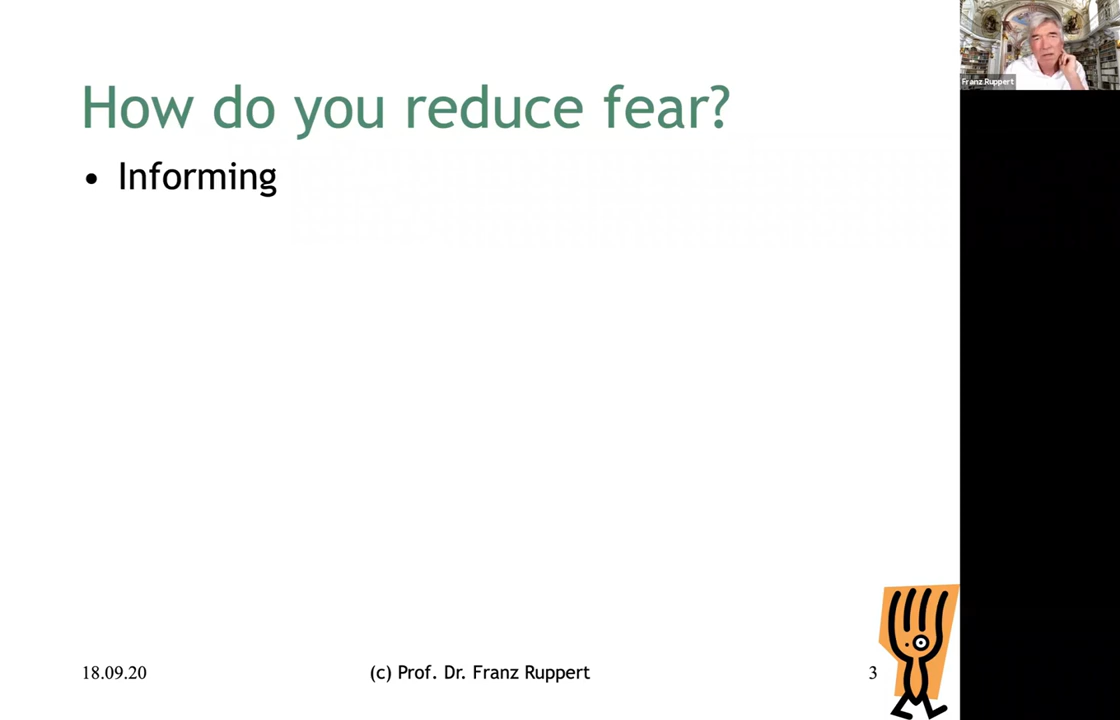 How do you reduce fear?
• Informing
18.09.20
(c) Prof. Dr. Franz Ruppert
3
Franz Ruppert